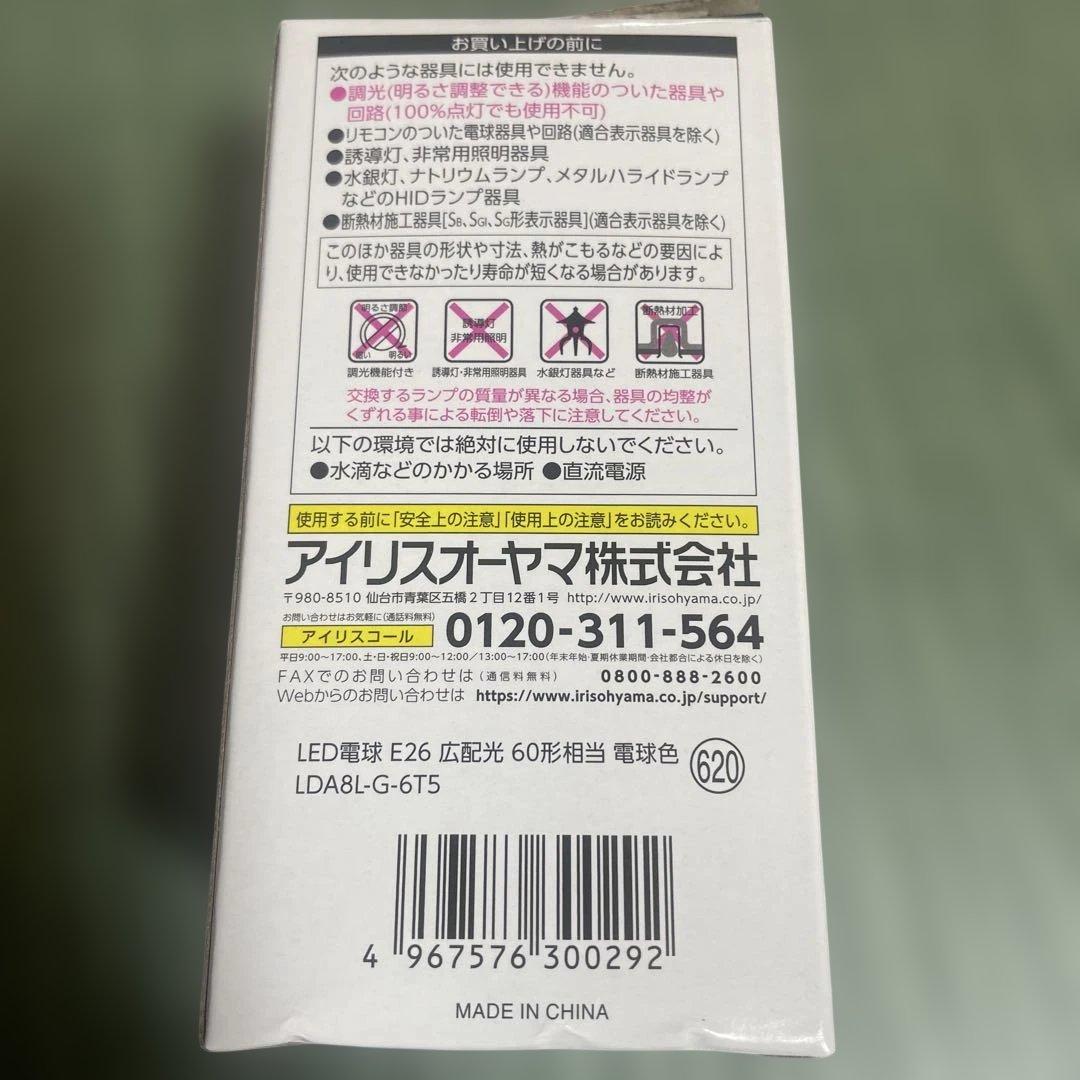 お買い上げの前に
次のような器具には使用できません。
●調光(明るさ調整できる)機能のついた器具や
回路(100%点灯でも使用不可)
●リモコンのついた電球器具や回路(適合表示器具を除く)
●誘導灯、非常用照明器具
●水銀灯、ナトリウムランプ、メタルハライドランプ
などのHIDランプ器具
●断熱材施工器具[SB、SGI、SG形表示器具](適合表示器具を除く)
このほか器具の形状や寸法、熱がこもるなどの要因によ
り、使用できなかったり寿命が短くなる場合があります。
明るさ調節
暗い 明るい
調光機能付き
誘導灯
非常用照明
誘導灯・非常用照明器具
水銀灯器具など
断熱材加工
断熱材施工器具
交換するランプの質量が異なる場合、器具の均整が
くずれる事による転倒や落下に注意してください。
以下の環境では絶対に使用しないでください。
●水滴などのかかる場所 ●直流電源
使用する前に「安全上の注意」「使用上の注意」をお読みください。
アイリスオーヤマ株式会社
〒980-8510 仙台市青葉区五橋2丁目12番1号 http://www.irisohyama.co.jp/
お問い合わせはお気軽に(通話料無料)
アイリスコール 0120-311-564
平日9:00〜17:00、土・日・祝日9:00〜12:00/13:00〜17:00(年末年始・夏期休業期間・会社都合による休日を除く)
FAXでのお問い合わせは(通信料無料) 0800-888-2600
Webからのお問い合わせは https://www.irisohyama.co.jp/support/
LED電球 E26 広配光 60形相当 電球色 620
LDA8L-G-6T5
4 967576 300292
MADE IN CHINA